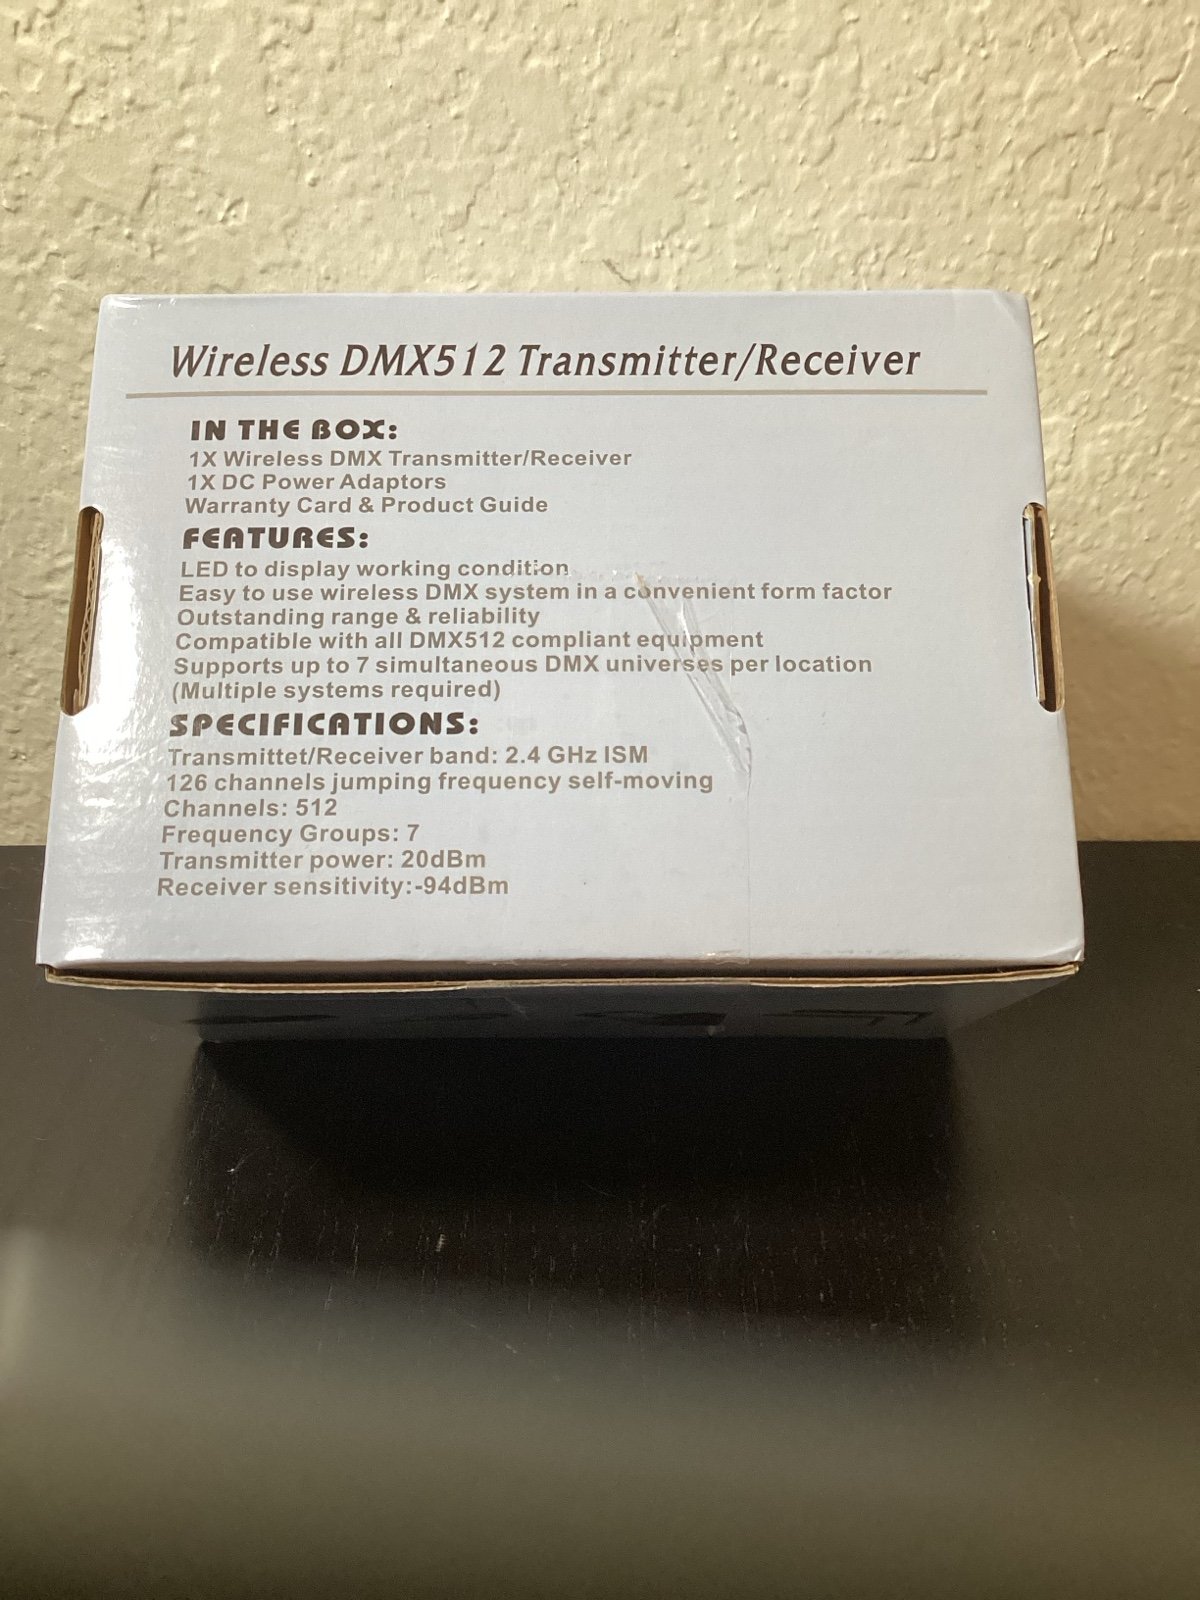 Wireless DMX512 Transmitter/Receiver
IN THE BOX:
1X Wireless DMX Transmitter/Receiver
1X DC Power Adaptors
Warranty Card & Product Guide
FEATURES:
LED to display working condition
Easy to use wireless DMX system in a convenient form factor
Outstanding range & reliability
Compatible with all DMX512 compliant equipment
Supports up to 7 simultaneous DMX universes per location
(Multiple systems required)
SPECIFICATIONS:
Transmittet/Receiver band: 2.4 GHz ISM
126 channels jumping frequency self-moving
Channels: 512
Frequency Groups: 7
Transmitter power: 20dBm
Receiver sensitivity:-94dBm